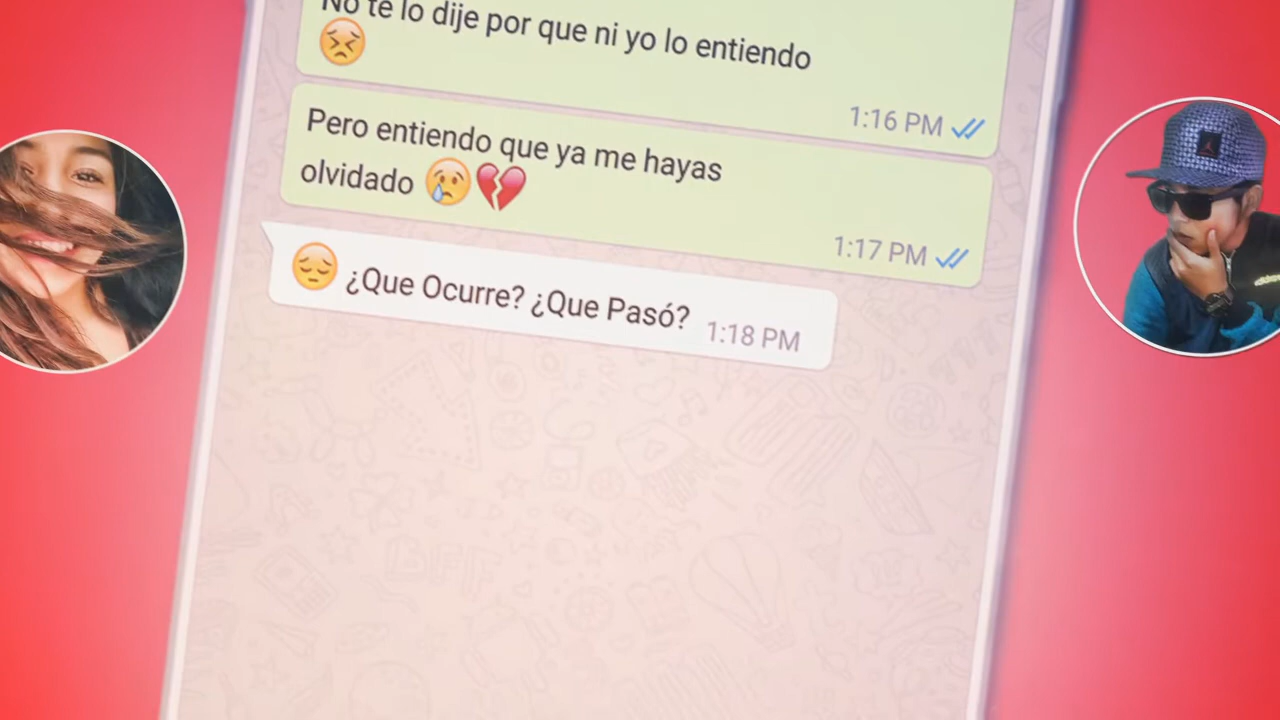 No te lo dije por que ni yo lo entiendo
😣
1:16 PM
Pero entiendo que ya me hayas
olvidado 😢💔
1:17 PM
😔 ¿Que Ocurre? ¿Que Pasó?
1:18 PM